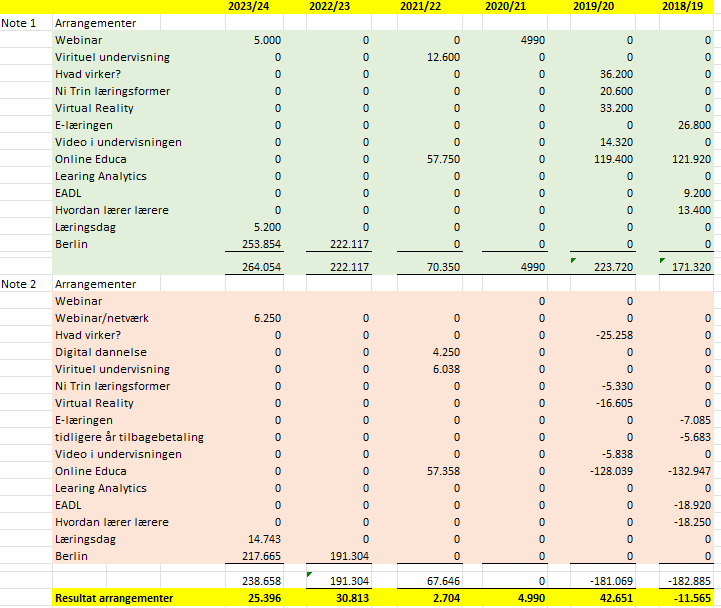 2023/24 2022/23 2021/22 2020/21 2019/20 2018/19
Note 1 Arrangementer
Webinar 5.000 0 0 4990 0 0
Virituel undervisning 0 0 12.600 0 0 0
Hvad virker? 0 0 0 0 36.200 0
Ni Trin læringsformer 0 0 0 0 20.600 0
Virtual Reality 0 0 0 0 33.200 0
E-læringen 0 0 0 0 0 26.800
Video i undervisningen 0 0 0 0 14.320 0
Online Educa 0 0 57.750 0 119.400 121.920
Learing Analytics 0 0 0 0 0 0
EADL 0 0 0 0 0 9.200
Hvordan lærer lærere 0 0 0 0 0 13.400
Læringsdag 5.200 0 0 0 0 0
Berlin 253.854 222.117 0 0 0 0
264.054 222.117 70.350 4990 223.720 171.320
Note 2 Arrangementer
Webinar 0 0
Webinar/netværk 6.250 0 0 0 0 0
Hvad virker? 0 0 0 0 -25.258 0
Digital dannelse 0 0 4.250 0 0 0
Virituel undervisning 0 0 6.038 0 0 0
Ni Trin læringsformer 0 0 0 0 -5.330 0
Virtual Reality 0 0 0 0 -16.605 0
E-læringen 0 0 0 0 0 -7.085
tidligere år tilbagebetaling 0 0 0 0 0 -5.683
Video i undervisningen 0 0 0 0 -5.838 0
Online Educa 0 0 57.358 0 -128.039 -132.947
Learing Analytics 0 0 0 0 0 0
EADL 0 0 0 0 0 -18.920
Hvordan lærer lærere 0 0 0 0 0 -18.250
Læringsdag 14.743 0 0 0 0 0
Berlin 217.665 191.304 0 0 0 0
238.658 191.304 67.646 0 -181.069 -182.885
Resultat arrangementer 25.396 30.813 2.704 4.990 42.651 -11.565